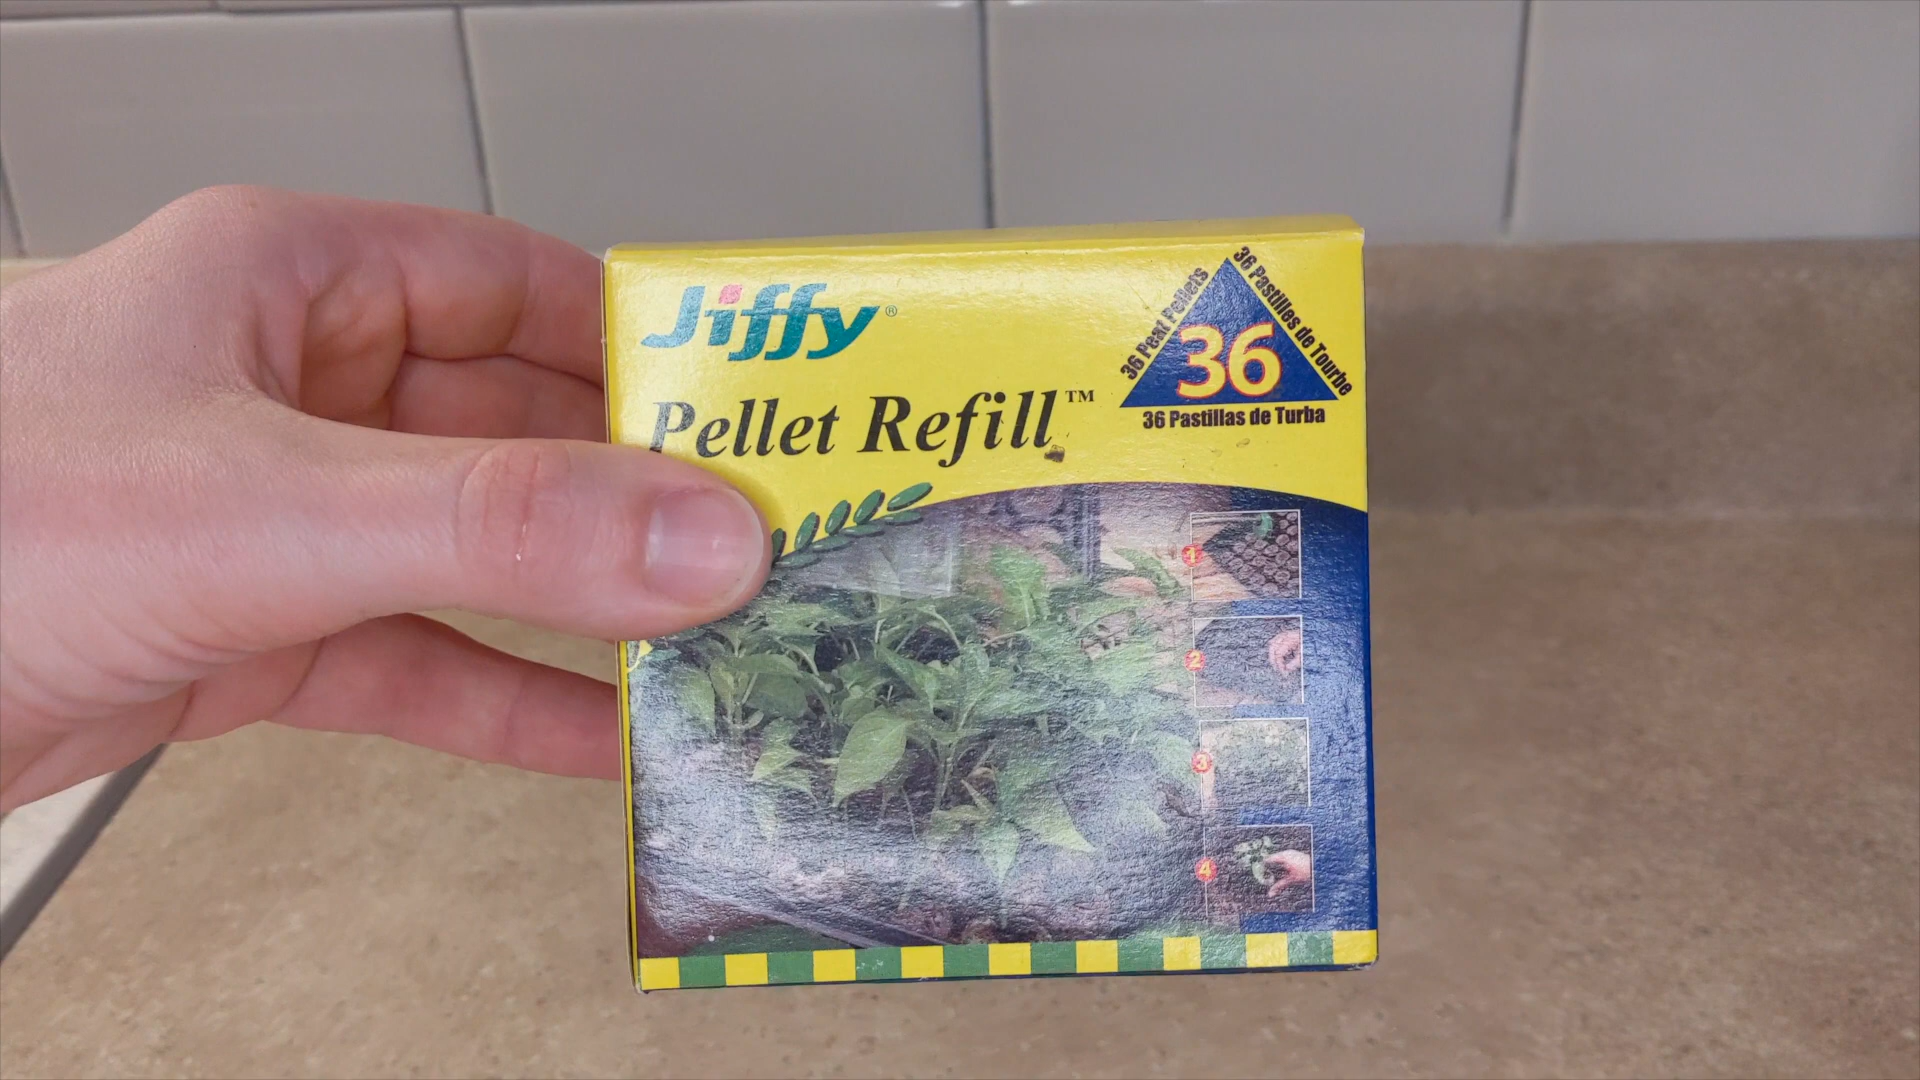 Jiffy®
Pellet Refill™
36 Peat Pellets
36 Pastilles de Tourbe
36
36 Pastillas de Turba
1
2
3
4